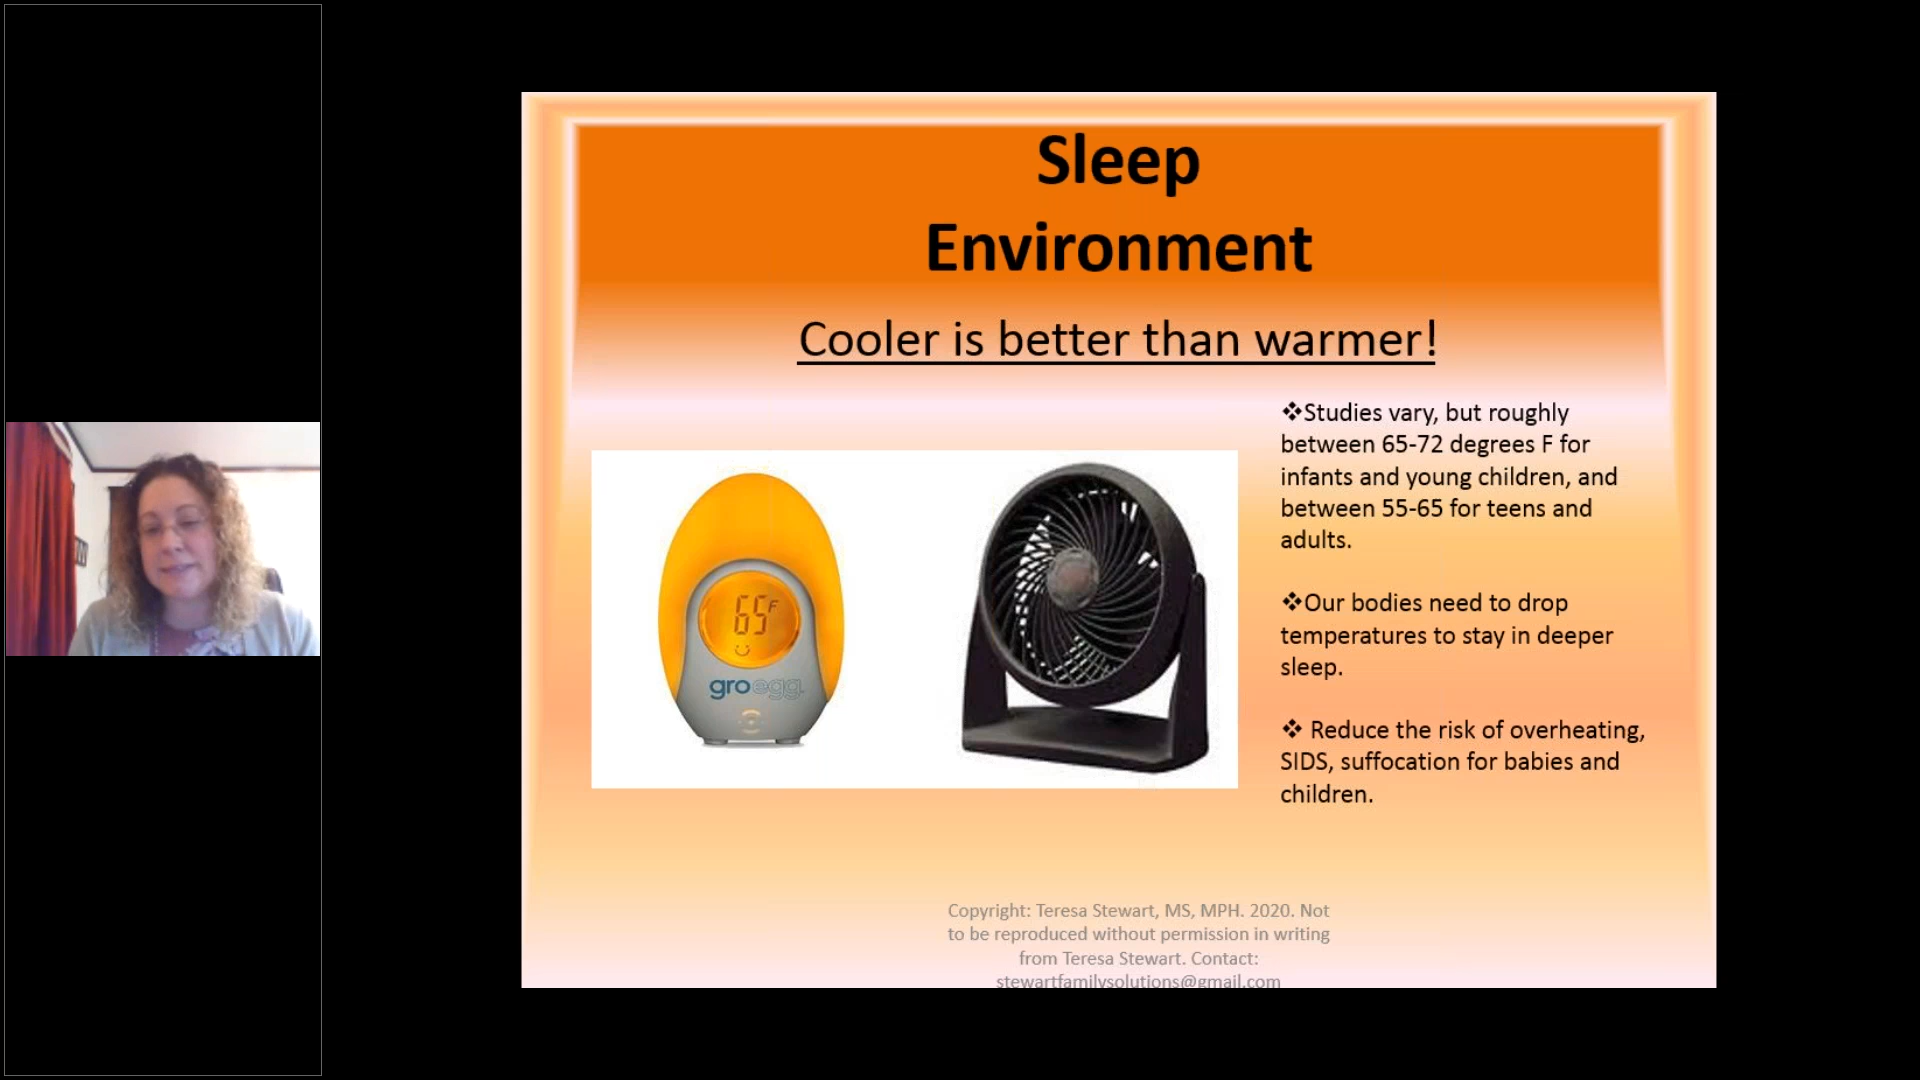 Sleep
Environment
Cooler is better than warmer!
❖Studies vary, but roughly
between 65-72 degrees F for
infants and young children, and
between 55-65 for teens and
adults.
❖Our bodies need to drop
temperatures to stay in deeper
sleep.
❖ Reduce the risk of overheating,
SIDS, suffocation for babies and
children.
65F
groegg
Copyright: Teresa Stewart, MS, MPH. 2020. Not
to be reproduced without permission in writing
from Teresa Stewart. Contact:
stewartfamilysolutions@gmail.com